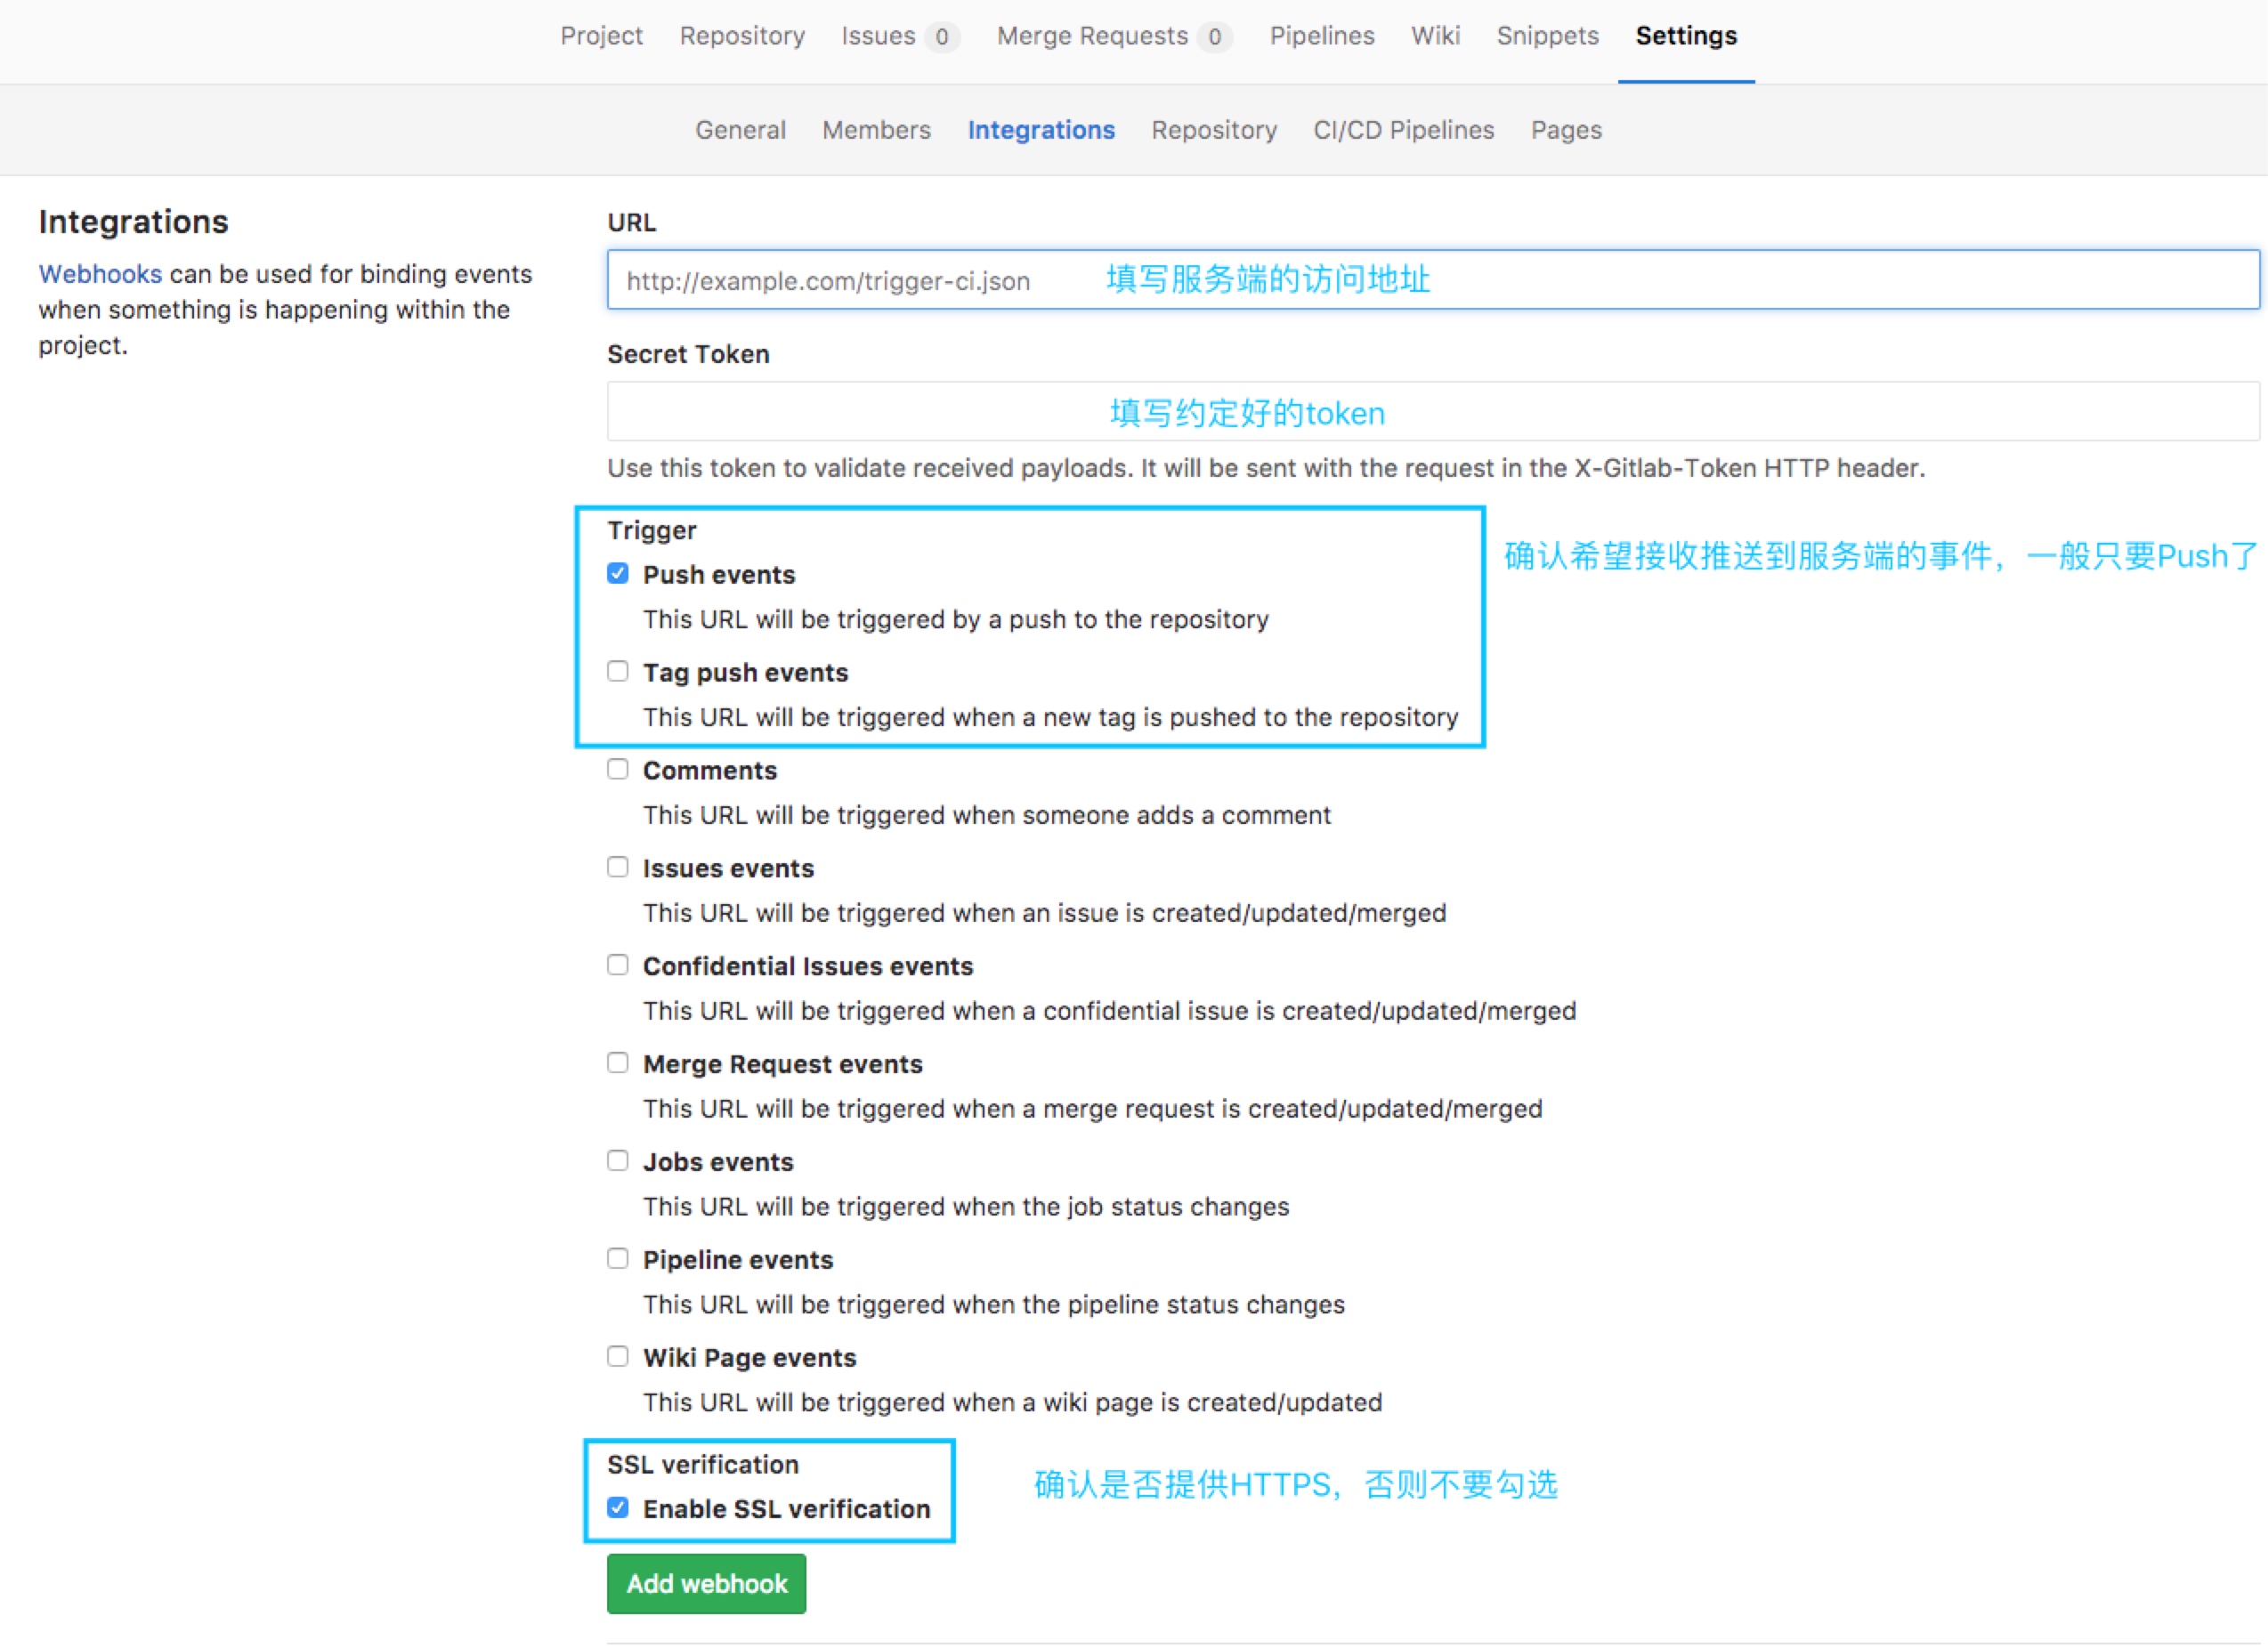 Project Repository Issues 0 Merge Requests 0 Pipelines Wiki Snippets Settings
General Members Integrations Repository CI/CD Pipelines Pages
Integrations
Webhooks can be used for binding events
when something is happening within the
project.
URL
http://example.com/trigger-ci.json 填写服务端的访问地址
Secret Token
填写约定好的token
Use this token to validate received payloads. It will be sent with the request in the X-Gitlab-Token HTTP header.
Trigger
确认希望接收推送到服务端的事件，一般只要Push了
Push events
This URL will be triggered by a push to the repository
Tag push events
This URL will be triggered when a new tag is pushed to the repository
Comments
This URL will be triggered when someone adds a comment
Issues events
This URL will be triggered when an issue is created/updated/merged
Confidential Issues events
This URL will be triggered when a confidential issue is created/updated/merged
Merge Request events
This URL will be triggered when a merge request is created/updated/merged
Jobs events
This URL will be triggered when the job status changes
Pipeline events
This URL will be triggered when the pipeline status changes
Wiki Page events
This URL will be triggered when a wiki page is created/updated
SSL verification
确认是否提供HTTPS，否则不要勾选
Enable SSL verification
Add webhook